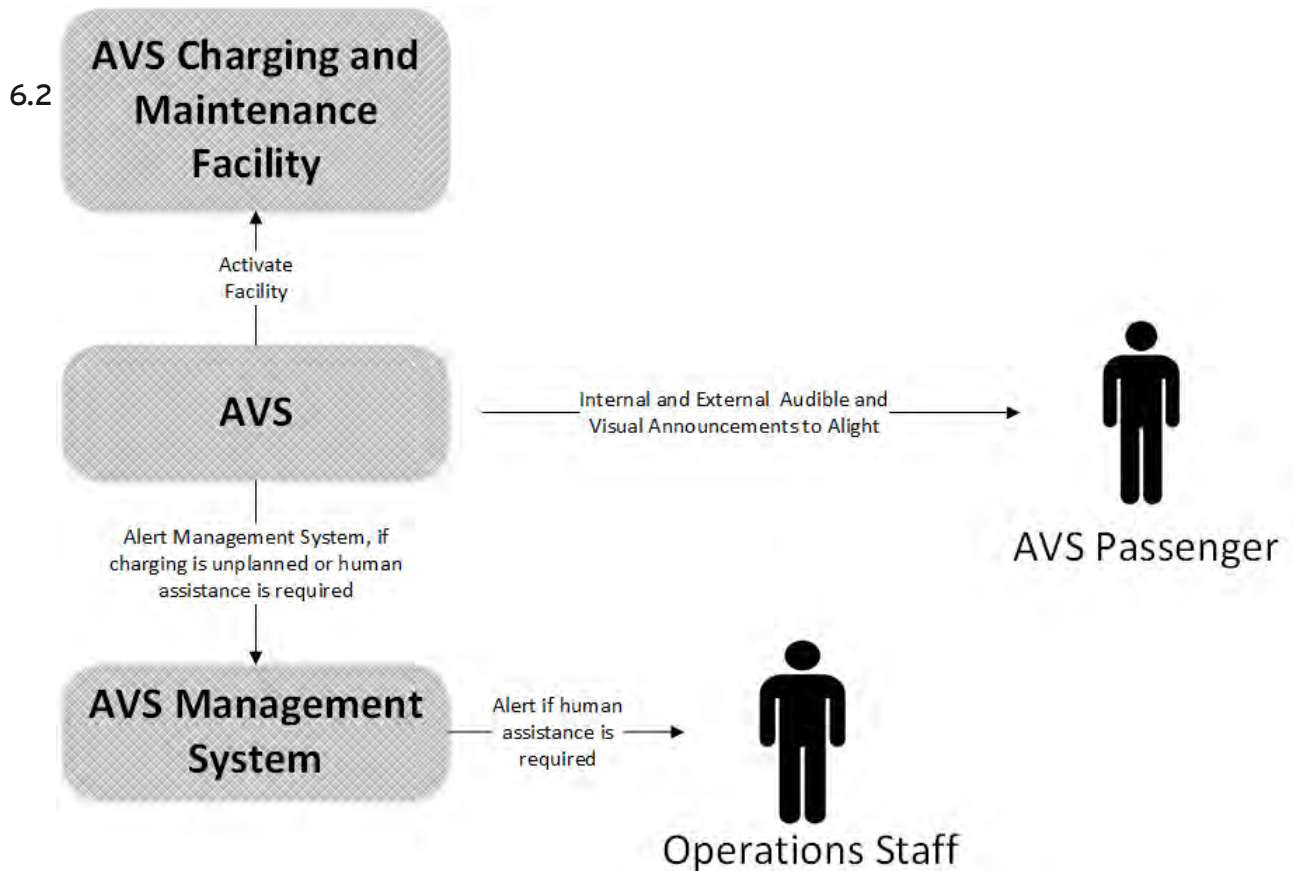 6.2
AVS Charging and
Maintenance
Facility
Activate
Facility
AVS
Internal and External Audible and
Visual Announcements to Alight
AVS Passenger
Alert Management System, if
charging is unplanned or human
assistance is required
AVS Management
System
Alert if human
assistance is
required
Operations Staff